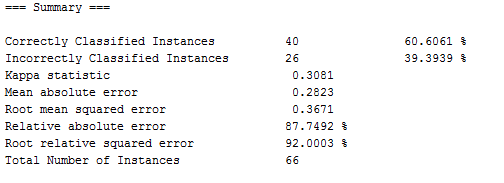 === Summary ===
Correctly Classified Instances 40 60.6061 %
Incorrectly Classified Instances 26 39.3939 %
Kappa statistic 0.3081
Mean absolute error 0.2823
Root mean squared error 0.3671
Relative absolute error 87.7492 %
Root relative squared error 92.0003 %
Total Number of Instances 66